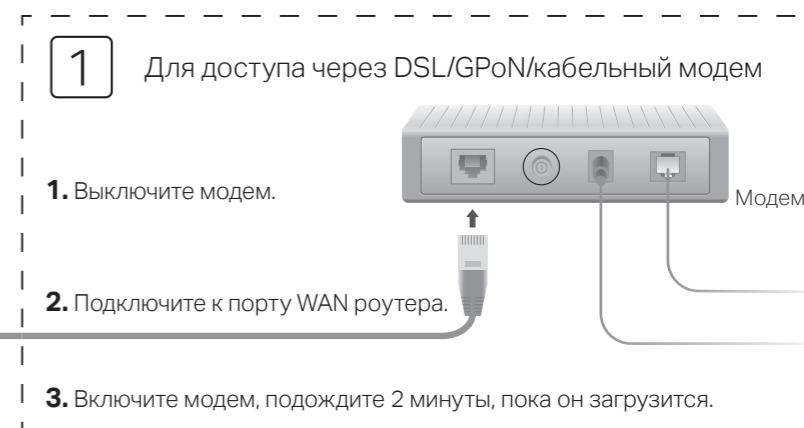 1
Для доступа через DSL/GPoN/кабельный модем
1. Выключите модем.
Модем
2. Подключите к порту WAN роутера.
3. Включите модем, подождите 2 минуты, пока он загрузится.